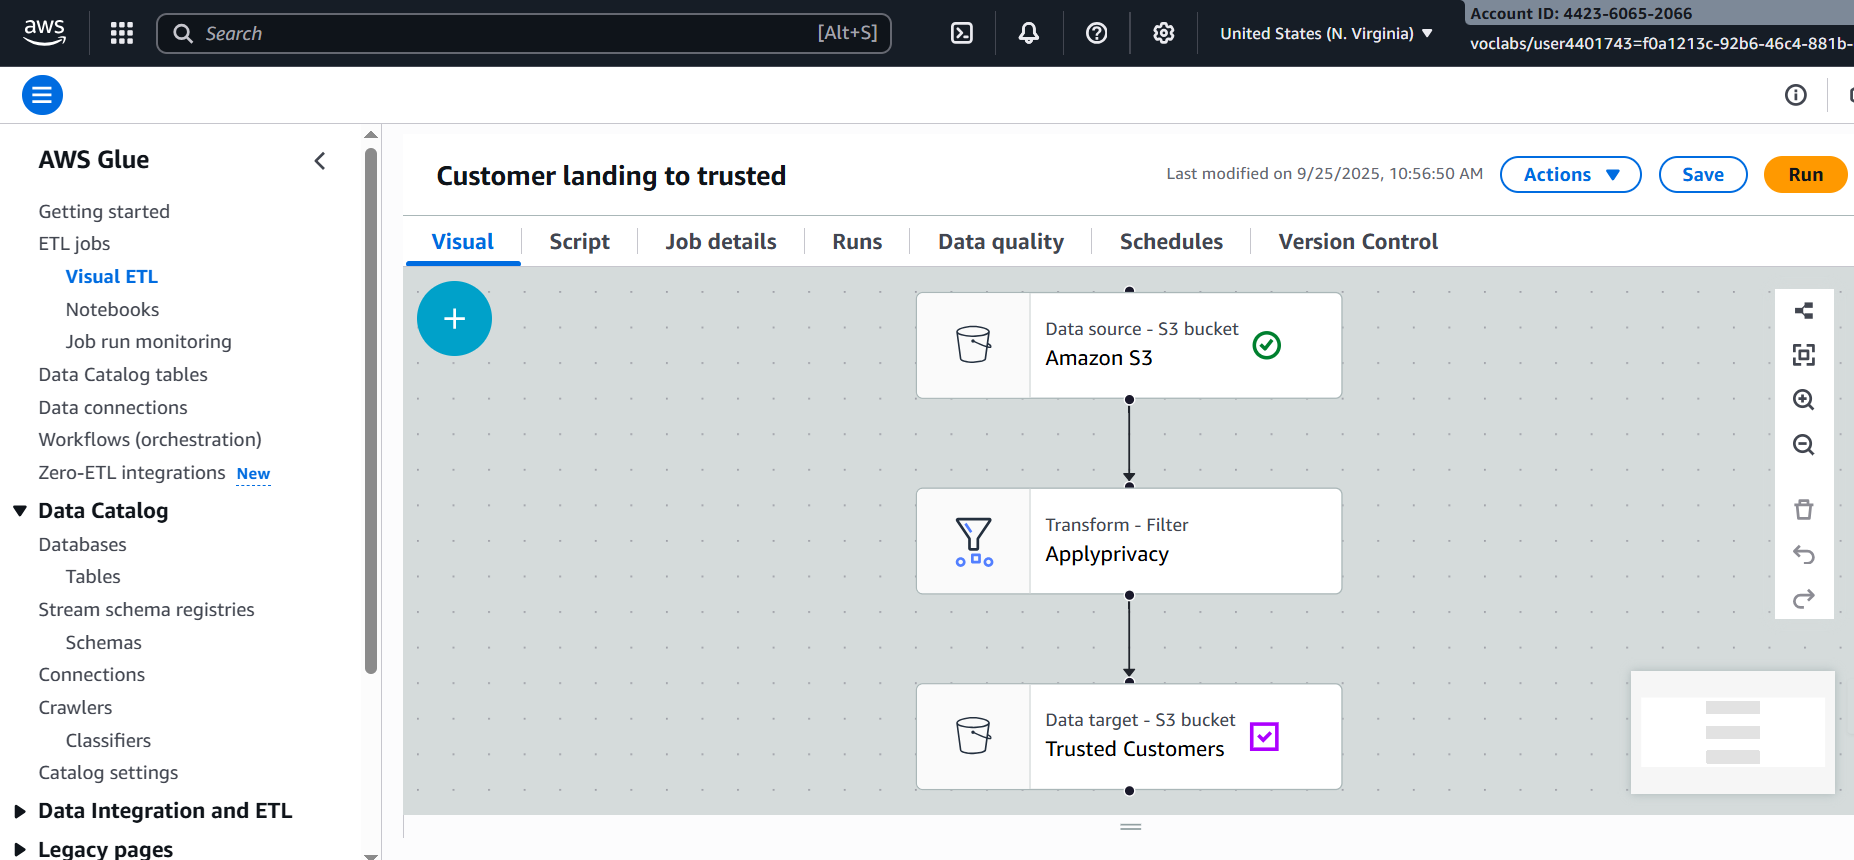 aws
Search
[Alt+S]
United States (N. Virginia)
Account ID: 4423-6065-2066
voclabs/user4401743=f0a1213c-92b6-46c4-881b-
AWS Glue
Getting started
ETL jobs
Visual ETL
Notebooks
Job run monitoring
Data Catalog tables
Data connections
Workflows (orchestration)
Zero-ETL integrations New
Data Catalog
Databases
Tables
Stream schema registries
Schemas
Connections
Crawlers
Classifiers
Catalog settings
Data Integration and ETL
Legacy pages
Customer landing to trusted
Last modified on 9/25/2025, 10:56:50 AM
Actions
Save
Run
Visual
Script
Job details
Runs
Data quality
Schedules
Version Control
Data source - S3 bucket
Amazon S3
Transform - Filter
Applyprivacy
Data target - S3 bucket
Trusted Customers